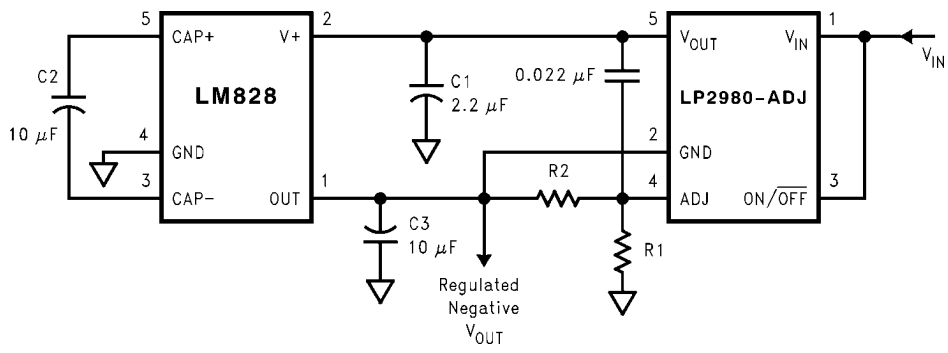 5 CAP+ V+ 2
5 VOUT VIN 1
VIN
C2
10 μF
LM828
C1
2.2 μF
0.022 μF
LP2980-ADJ
4 GND
2 GND
3 CAP- OUT 1
R2
4 ADJ ON/OFF 3
C3
10 μF
R1
Regulated
Negative
VOUT